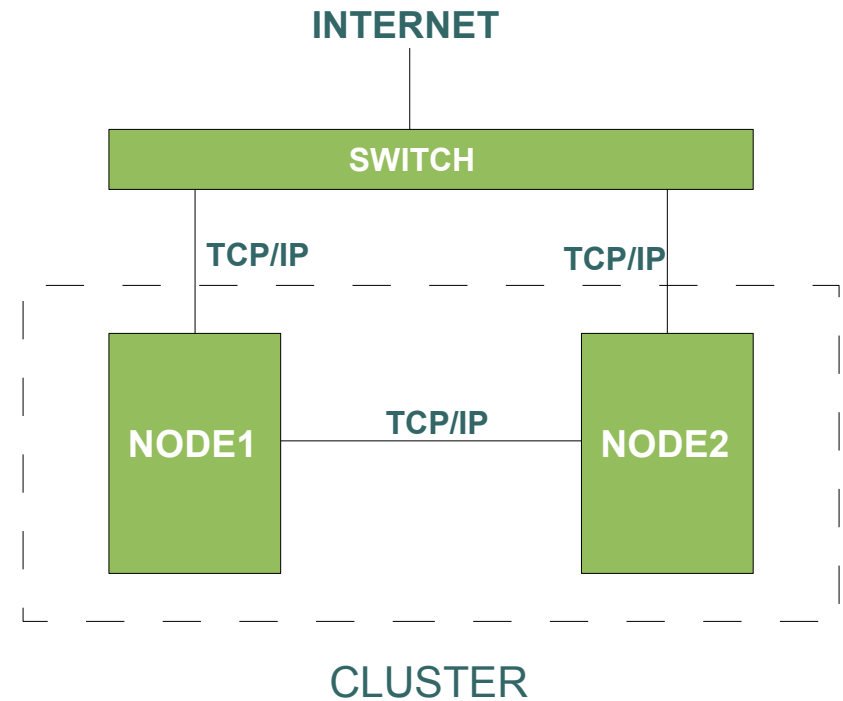 INTERNET
SWITCH
TCP/IP
TCP/IP
TCP/IP
NODE1
NODE2
CLUSTER